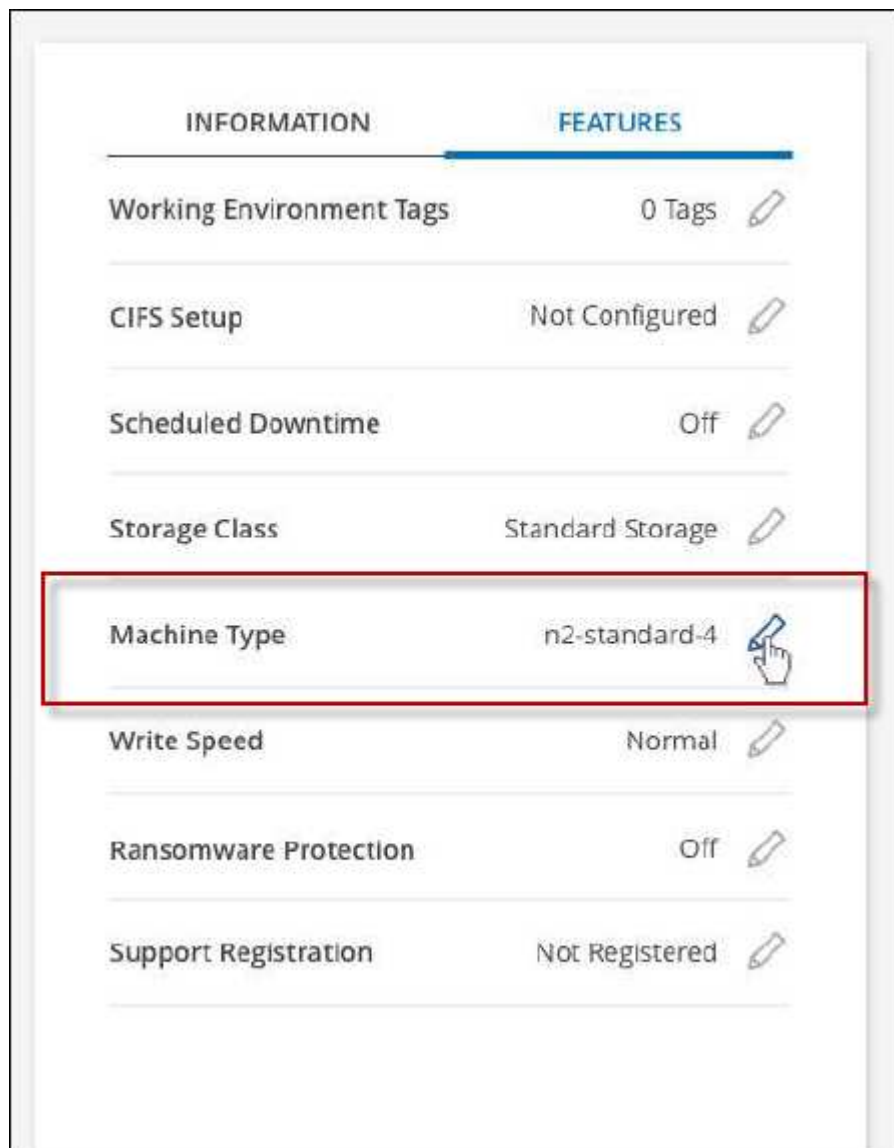 INFORMATION FEATURES
Working Environment Tags 0 Tags
CIFS Setup Not Configured
Scheduled Downtime Off
Storage Class Standard Storage
Machine Type n2-standard-4
Write Speed Normal
Ransomware Protection Off
Support Registration Not Registered